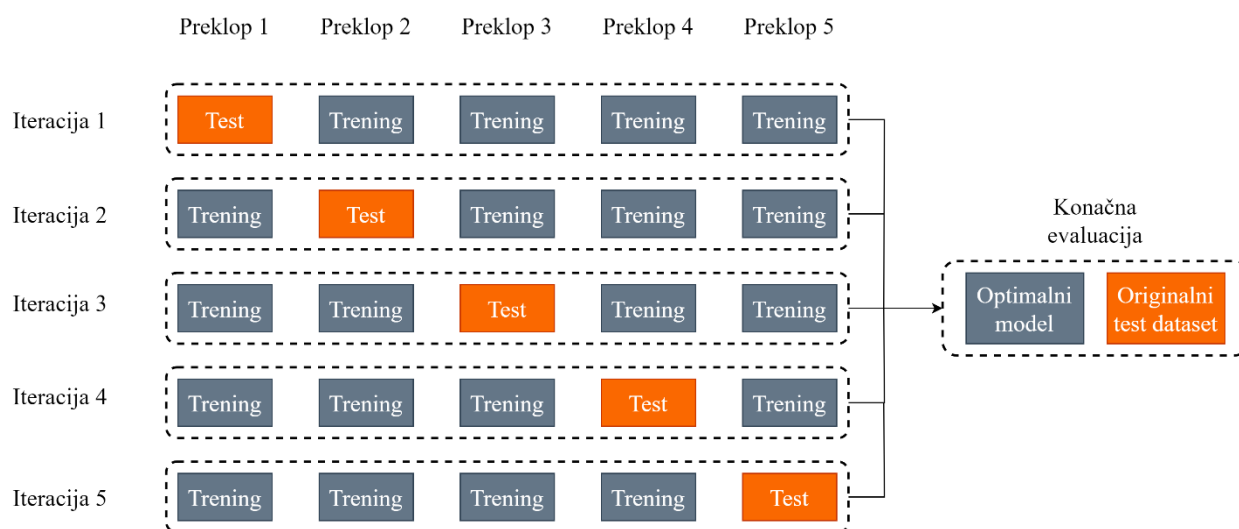 Preklop 1 Preklop 2 Preklop 3 Preklop 4 Preklop 5
Iteracija 1 Test Trening Trening Trening Trening
Iteracija 2 Trening Test Trening Trening Trening
Iteracija 3 Trening Trening Test Trening Trening
Iteracija 4 Trening Trening Trening Test Trening
Iteracija 5 Trening Trening Trening Trening Test
Konačna
evaluacija
Optimalni
model
Originalni
test dataset